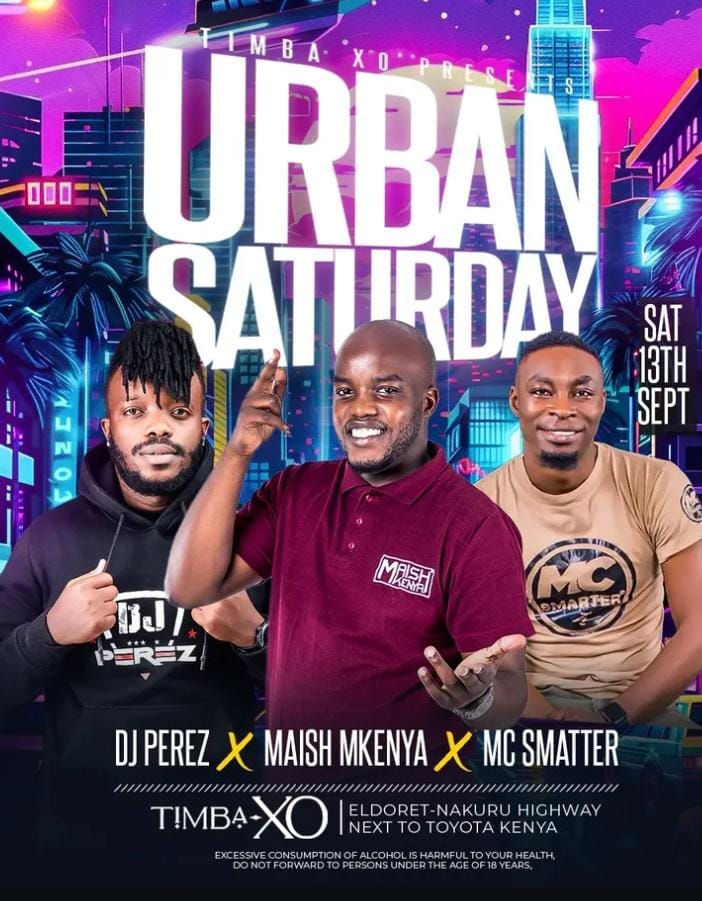 TIMBA XO PRESENTS
URBAN
SATURDAY
SAT
13TH
SEPT
DJ
PEREZ
MAISH
KENYA
MC
SMARTER
DJ PEREZ X MAISH MKENYA X MC SMATTER
TIMBA-XO
ELDORET-NAKURU HIGHWAY
NEXT TO TOYOTA KENYA
EXCESSIVE CONSUMPTION OF ALCOHOL IS HARMFUL TO YOUR HEALTH,
DO NOT FORWARD TO PERSONS UNDER THE AGE OF 18 YEARS,